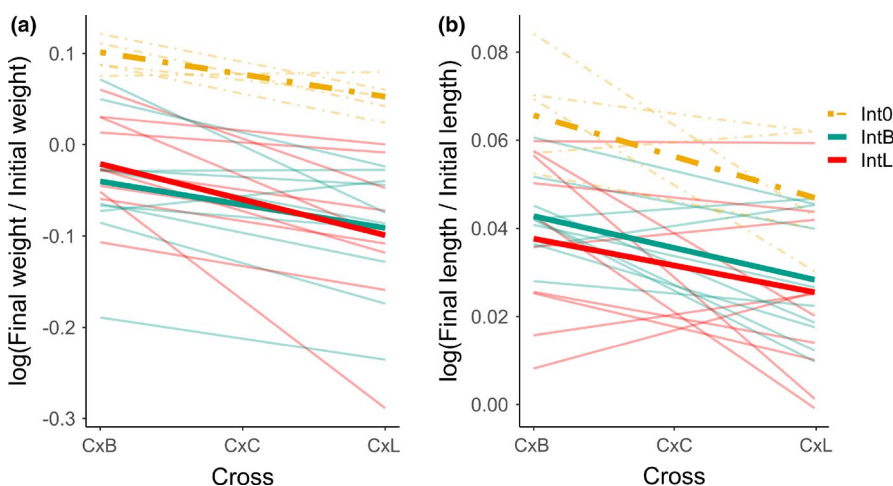 (a)
log(Final weight / Initial weight)
0.1
0.0
-0.1
-0.2
-0.3
CxB CxC CxL
Cross
(b)
log(Final length / Initial length)
0.08
0.06
0.04
0.02
0.00
CxB CxC CxL
Cross
Int0
IntB
IntL